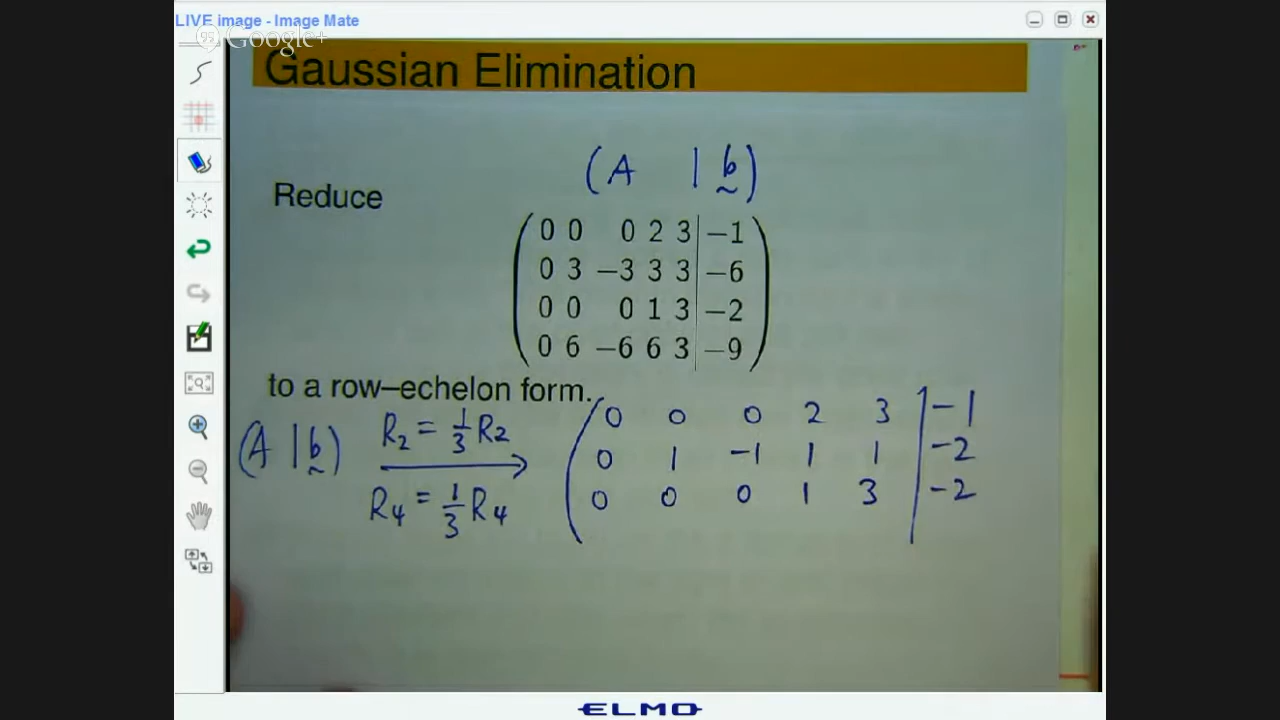 LIVE image - Image Mate
Google+
Gaussian Elimination
(A | b)
~
Reduce
0 0 0 2 3 | −1
0 3 −3 3 3 | −6
0 0 0 1 3 | −2
0 6 −6 6 3 | −9
to a row–echelon form.
(A | b) R₂ = 1/3 R₂
~
R₄ = 1/3 R₄
0 0 0 2 3 | −1
0 1 −1 1 1 | −2
0 0 0 1 3 | −2
ELMO